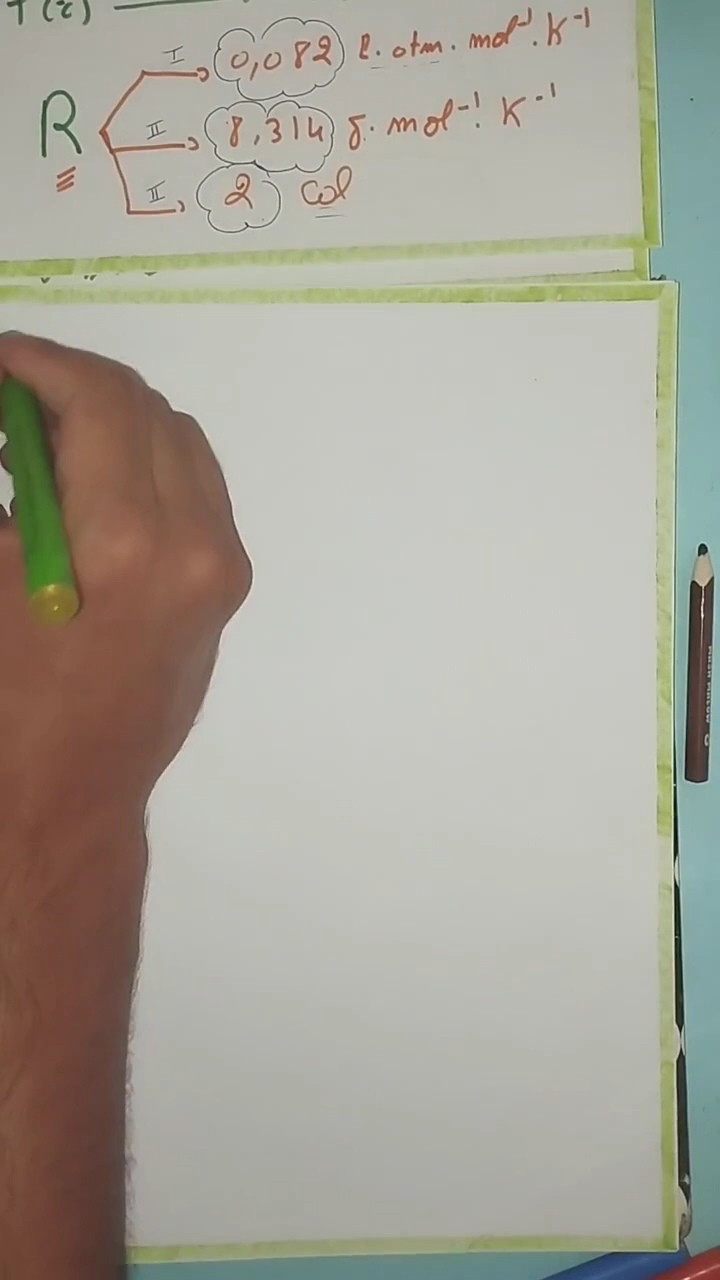 T(ε)
I 0,082 l. atm. mol⁻¹. K⁻¹
R II 8,314 J. mol⁻¹. K⁻¹
II 2 Cal